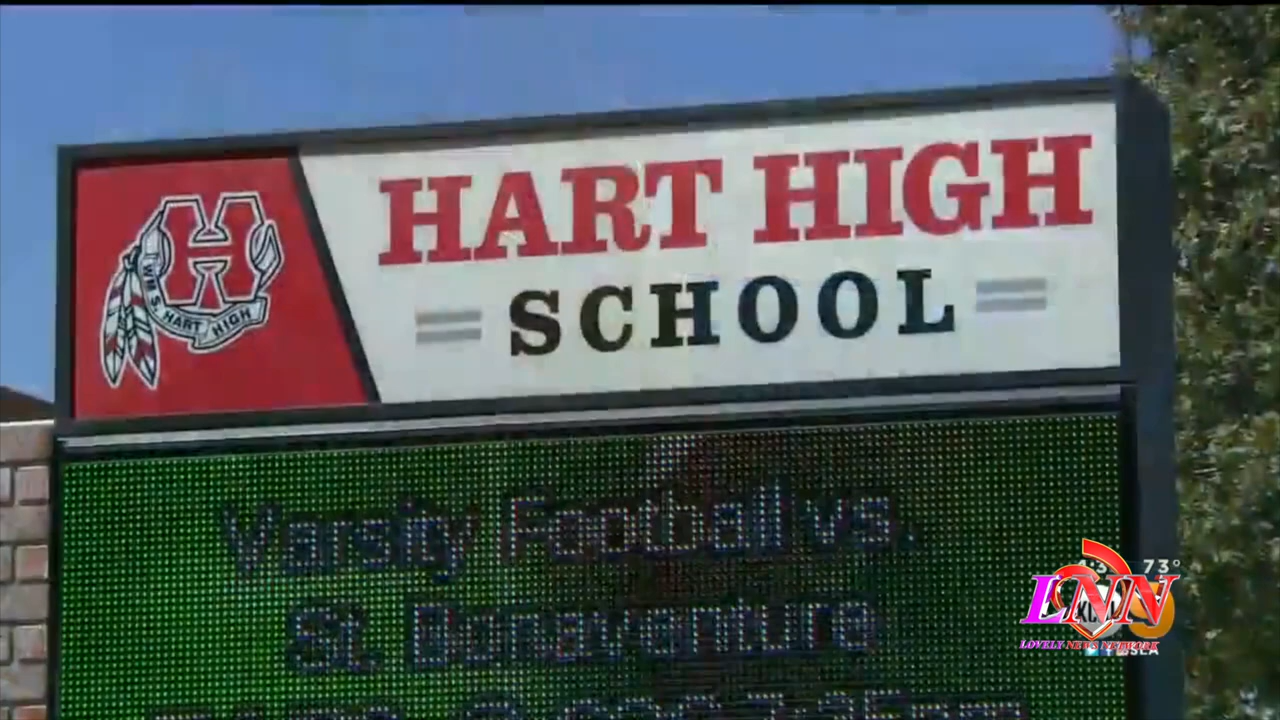 HART HIGH
SCHOOL
WM S HART HIGH
H
Varsity Football vs.
St. Bonaventure
73°
LNN
LOVELY NEWS NETWORK